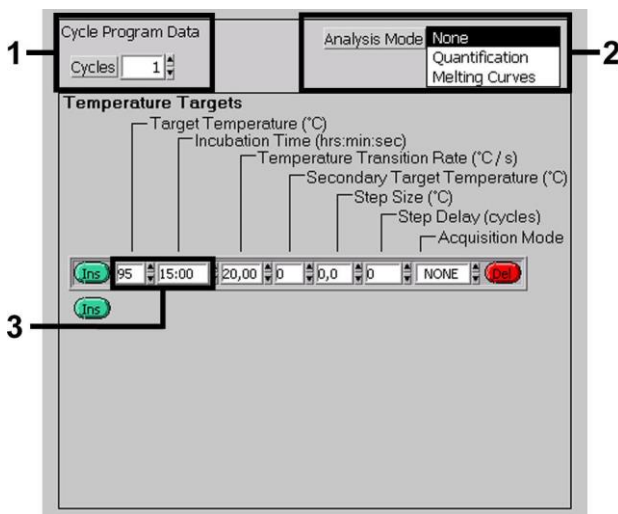 1
Cycle Program Data
Cycles 1
Analysis Mode None
Quantification
Melting Curves
2
Temperature Targets
Target Temperature (°C)
Incubation Time (hrs:min:sec)
Temperature Transition Rate (°C / s)
Secondary Target Temperature (°C)
Step Size (°C)
Step Delay (cycles)
Acquisition Mode
Ins 95 15:00 20,00 0 0,0 0 NONE Del
Ins
3